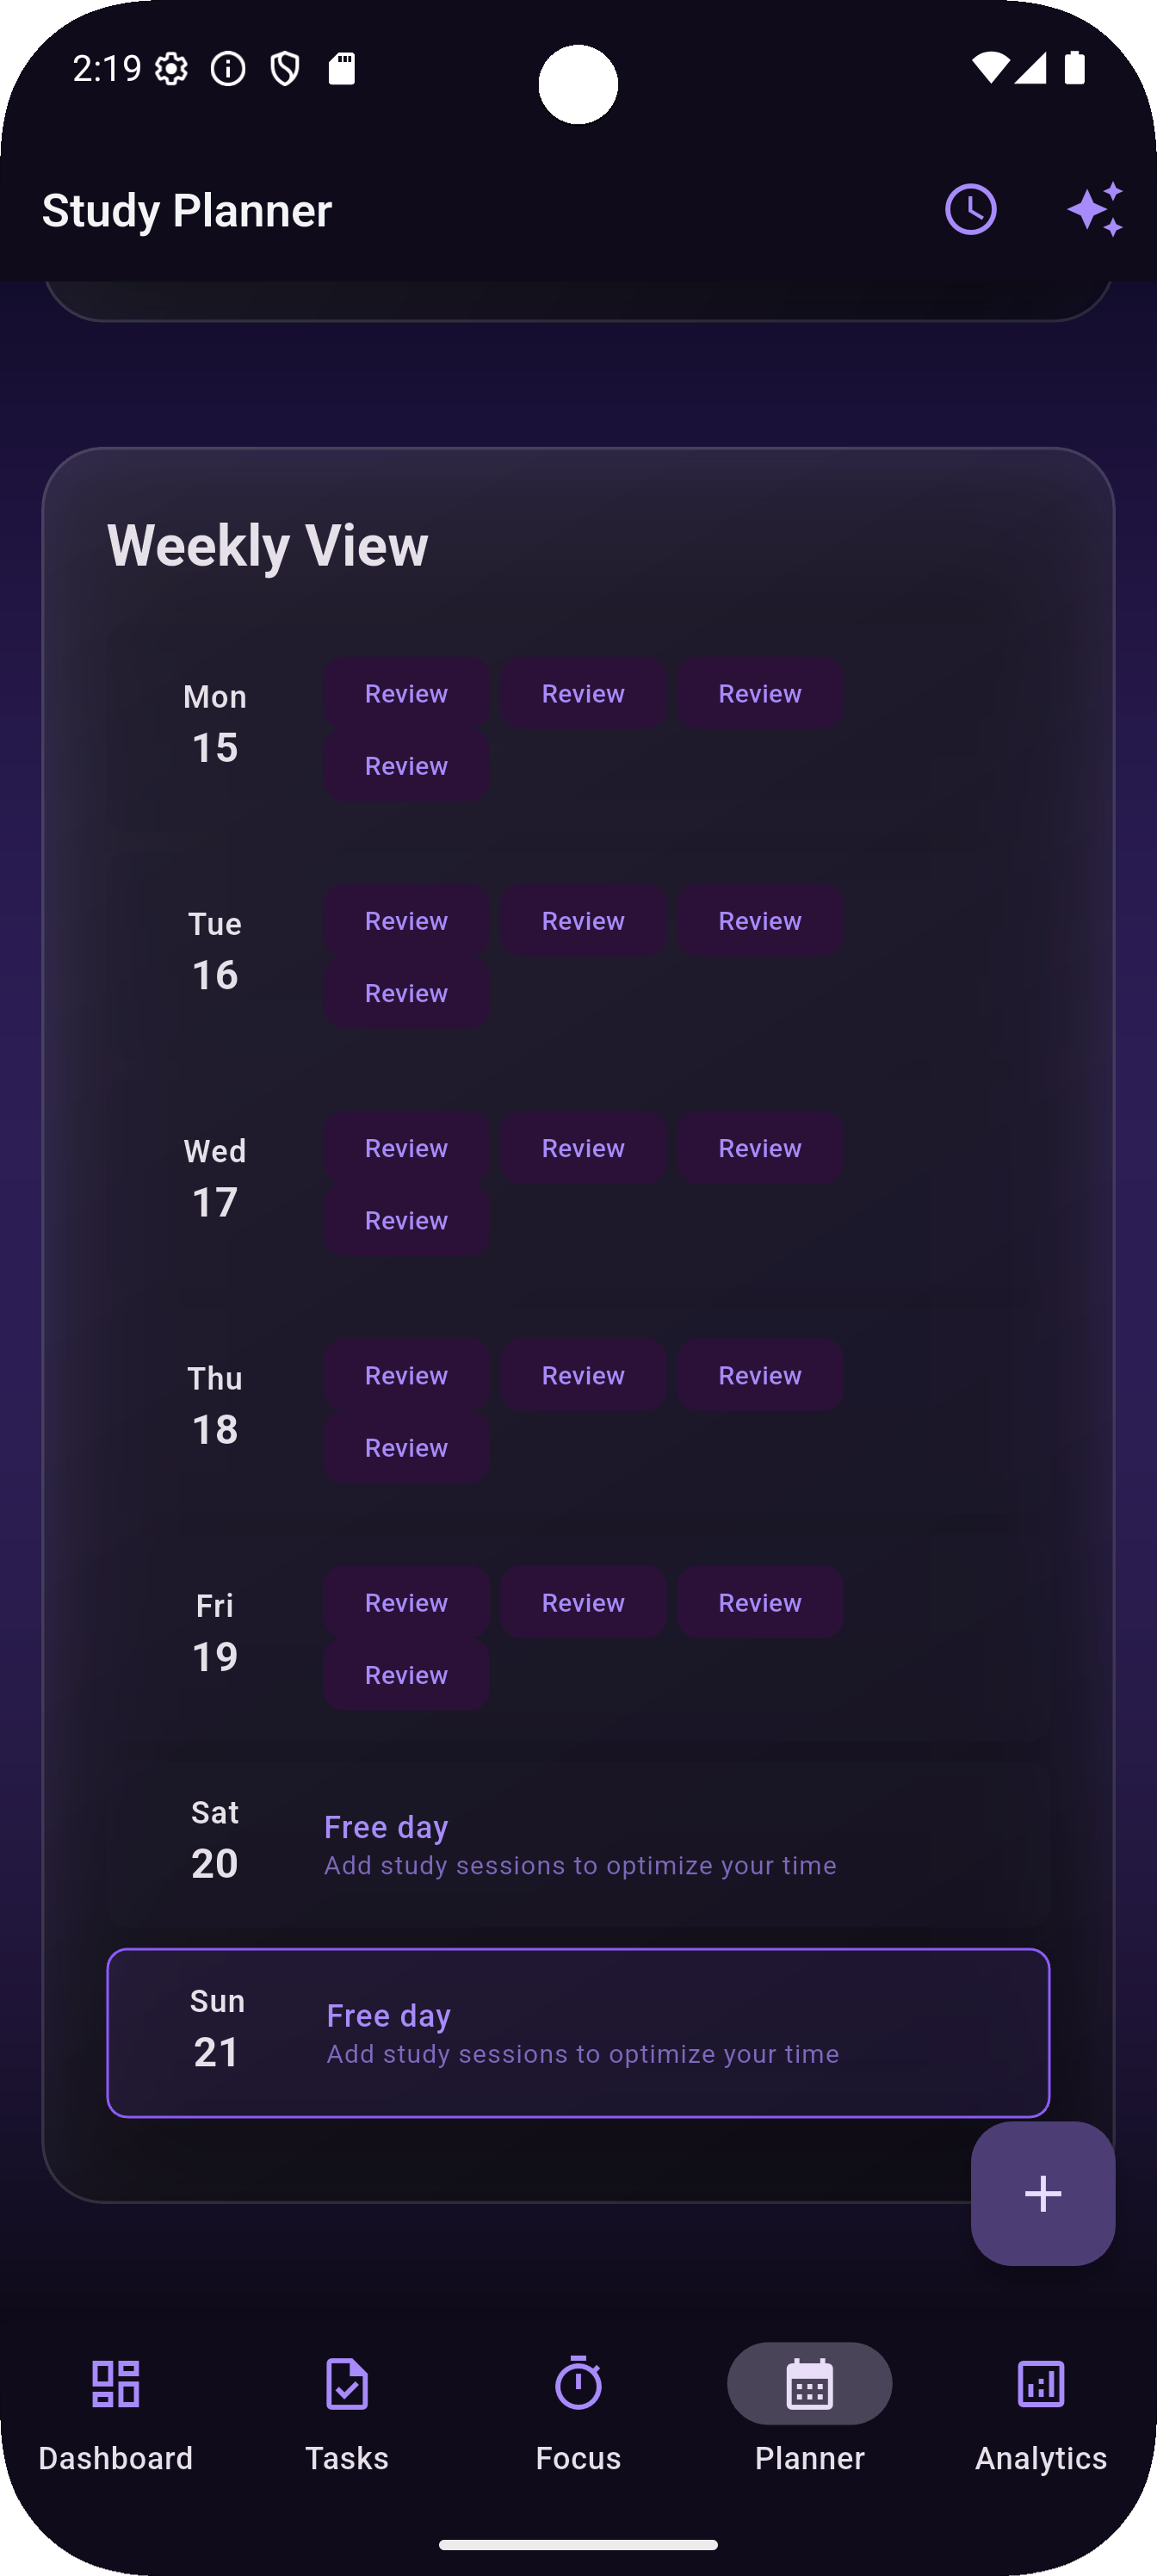 2:19
Study Planner
Weekly View
Mon
15
Review Review Review
Review
Tue
16
Review Review Review
Review
Wed
17
Review Review Review
Review
Thu
18
Review Review Review
Review
Fri
19
Review Review Review
Review
Sat
20
Free day
Add study sessions to optimize your time
Sun
21
Free day
Add study sessions to optimize your time
+
Dashboard Tasks Focus Planner Analytics